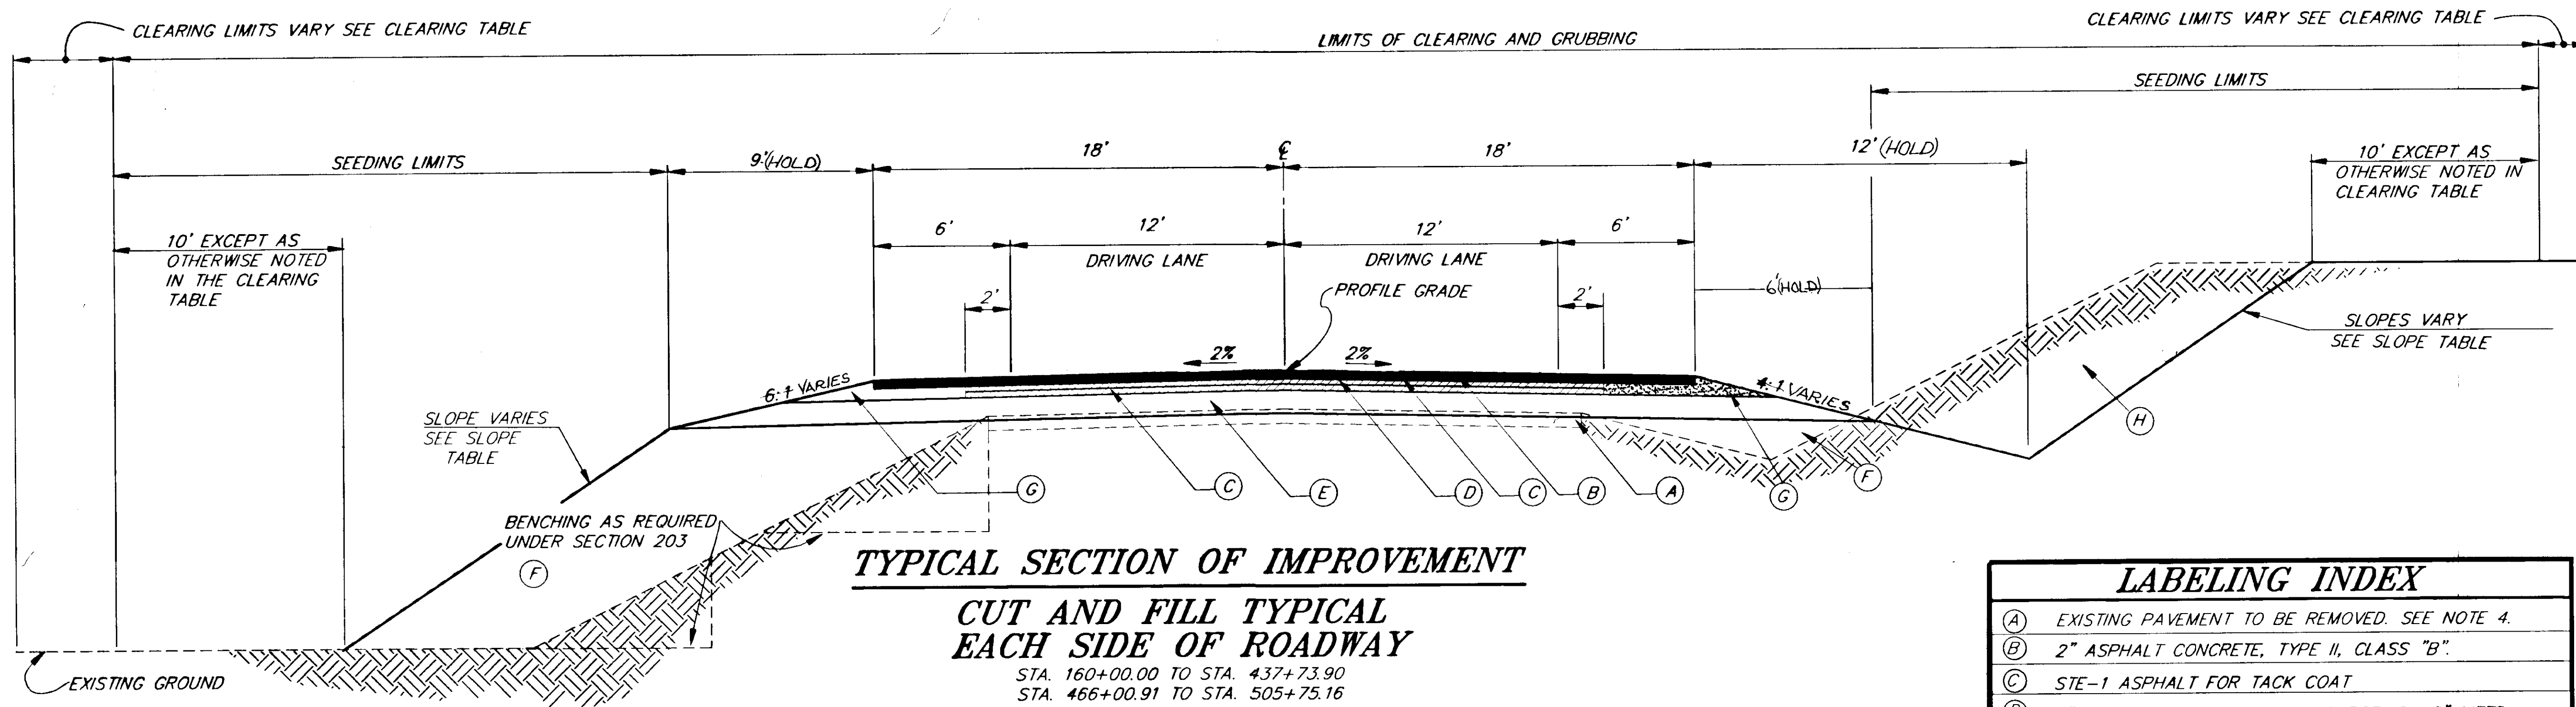 CLEARING LIMITS VARY SEE CLEARING TABLE
CLEARING LIMITS VARY SEE CLEARING TABLE
LIMITS OF CLEARING AND GRUBBING
SEEDING LIMITS
SEEDING LIMITS
9'(HOLD)
18'
℄
18'
12'(HOLD)
10' EXCEPT AS
OTHERWISE NOTED IN
CLEARING TABLE
10' EXCEPT AS
OTHERWISE NOTED
IN THE CLEARING
TABLE
6'
12'
12'
6'
DRIVING LANE
DRIVING LANE
2'
PROFILE GRADE
2'
6'(HOLD)
SLOPES VARY
SEE SLOPE TABLE
2%
2%
6:1 VARIES
4:1 VARIES
SLOPE VARIES
SEE SLOPE
TABLE
H
G
C
E
D
C
B
A
G
F
BENCHING AS REQUIRED
UNDER SECTION 203
F
EXISTING GROUND
TYPICAL SECTION OF IMPROVEMENT
CUT AND FILL TYPICAL
EACH SIDE OF ROADWAY
STA. 160+00.00 TO STA. 437+73.90
STA. 466+00.91 TO STA. 505+75.16
LABELING INDEX
A EXISTING PAVEMENT TO BE REMOVED. SEE NOTE 4.
B 2" ASPHALT CONCRETE, TYPE II, CLASS "B".
C STE-1 ASPHALT FOR TACK COAT